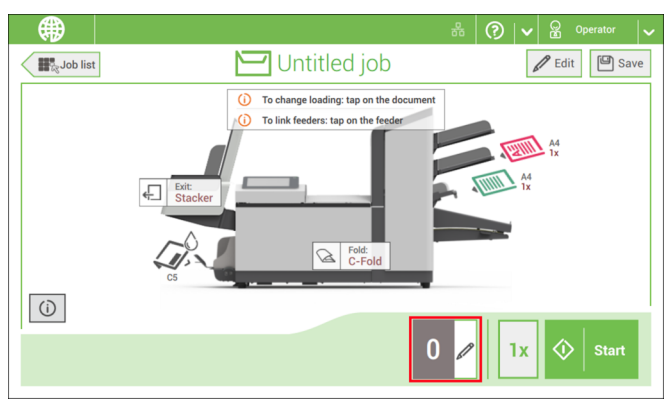 Operator
Job list
Untitled job
Edit
Save
To change loading: tap on the document
To link feeders: tap on the feeder
A4
1x
A4
1x
Exit:
Stacker
Fold:
C-Fold
C5
0
1x
Start